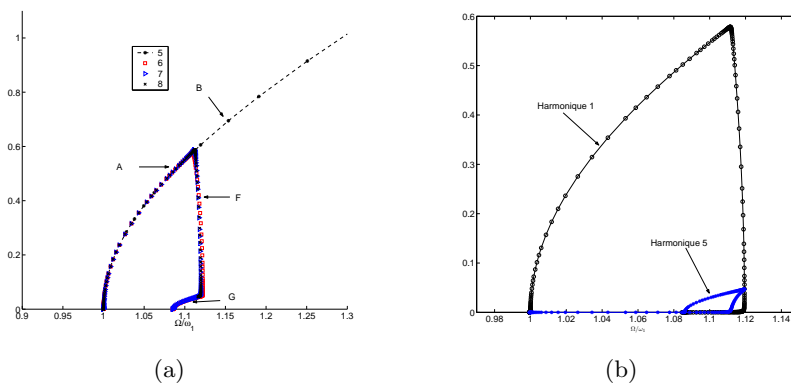 1
0.8
0.6
0.4
0.2
0
0.9 0.95 1 1.05 1.1 1.15 1.2 1.25 1.3
Ω/ω1
5
6
7
8
B
A
F
G
(a)
0.6
0.5
0.4
0.3
0.2
0.1
0
0.98 1 1.02 1.04 1.06 1.08 1.10 1.12 1.14
Ω/ω1
Harmonique 1
Harmonique 5
(b)